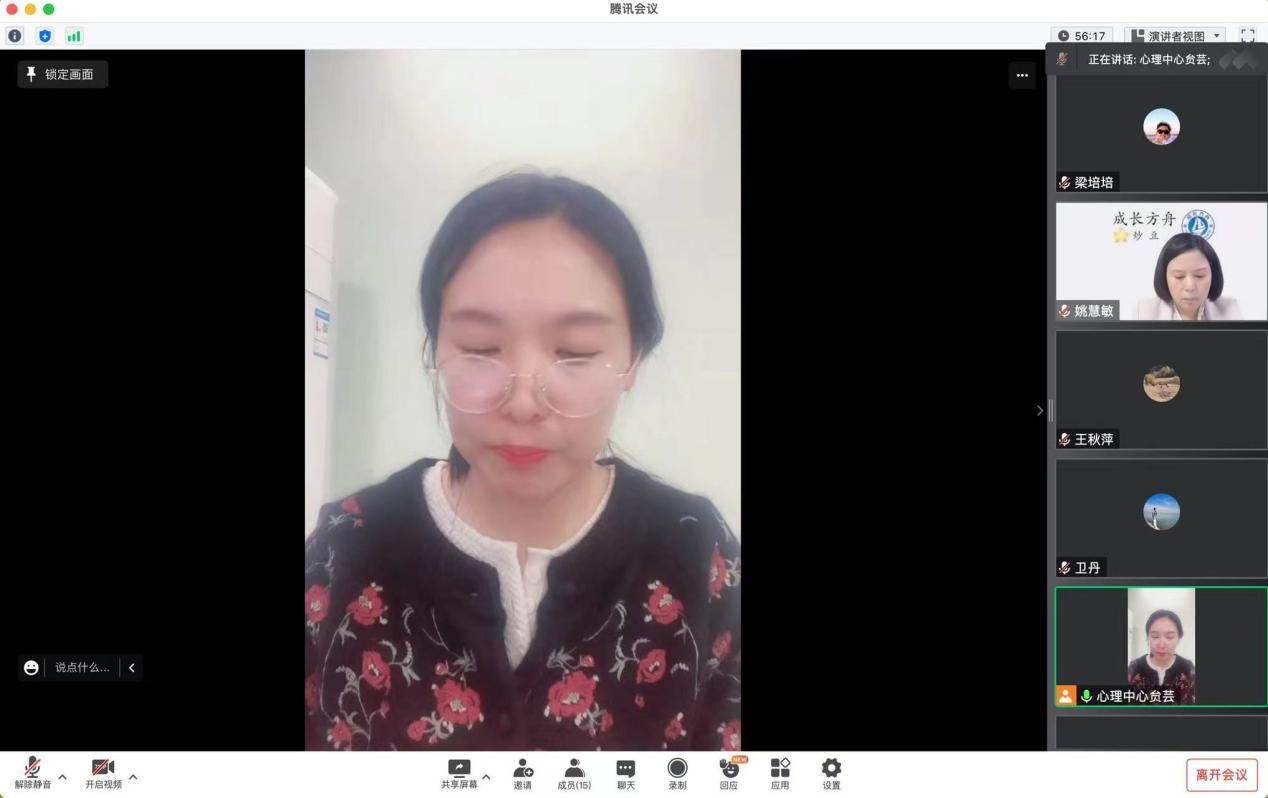 腾讯会议
56:17
演讲者视图
正在讲话: 心理中心贠芸;
锁定画面
梁培培
成长方舟
炒豆
姚慧敏
王秋萍
卫丹
说点什么...
心理中心贠芸
解除静音
开启视频
共享屏幕
邀请
成员(15)
聊天
录制
NEW
回应
应用
设置
离开会议